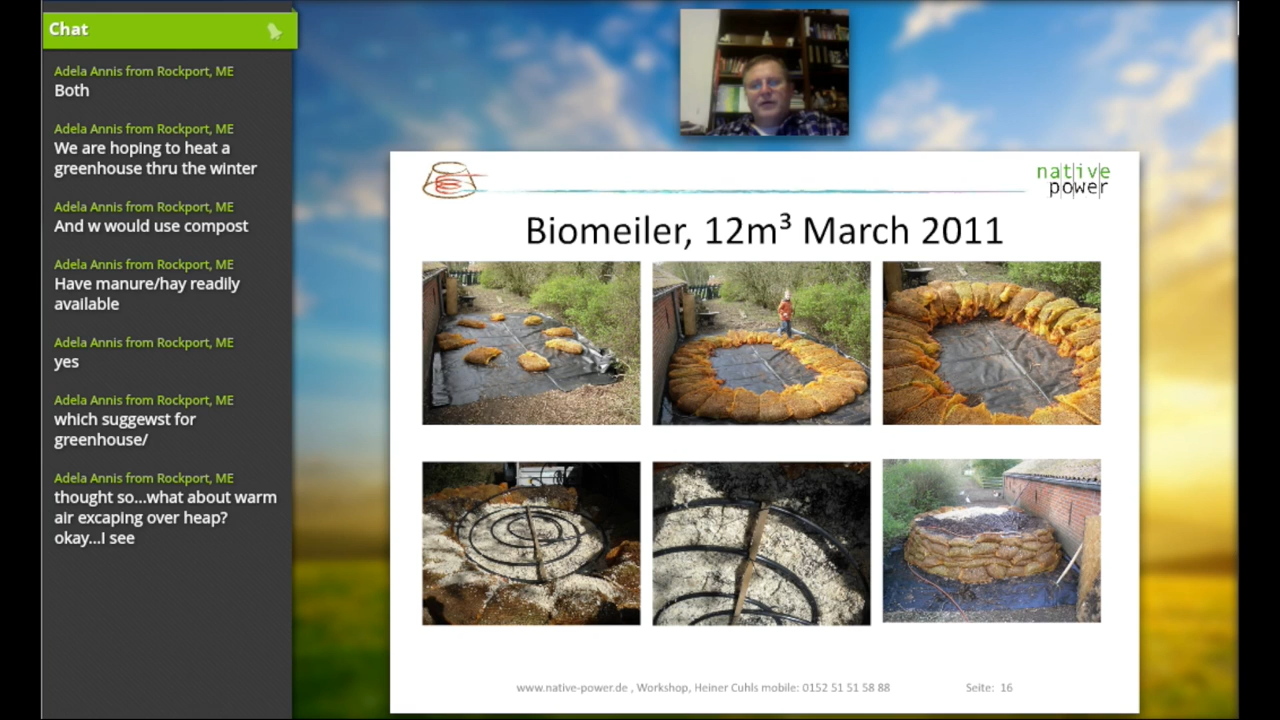 Chat
Adela Annis from Rockport, ME
Both
Adela Annis from Rockport, ME
We are hoping to heat a
greenhouse thru the winter
Adela Annis from Rockport, ME
And w would use compost
Adela Annis from Rockport, ME
Have manure/hay readily
available
Adela Annis from Rockport, ME
yes
Adela Annis from Rockport, ME
which suggewst for
greenhouse/
Adela Annis from Rockport, ME
thought so...what about warm
air excaping over heap?
okay...I see
native
power
Biomeiler, 12m³ March 2011
www.native-power.de , Workshop, Heiner Cuhls mobile: 0152 51 51 58 88 Seite: 16